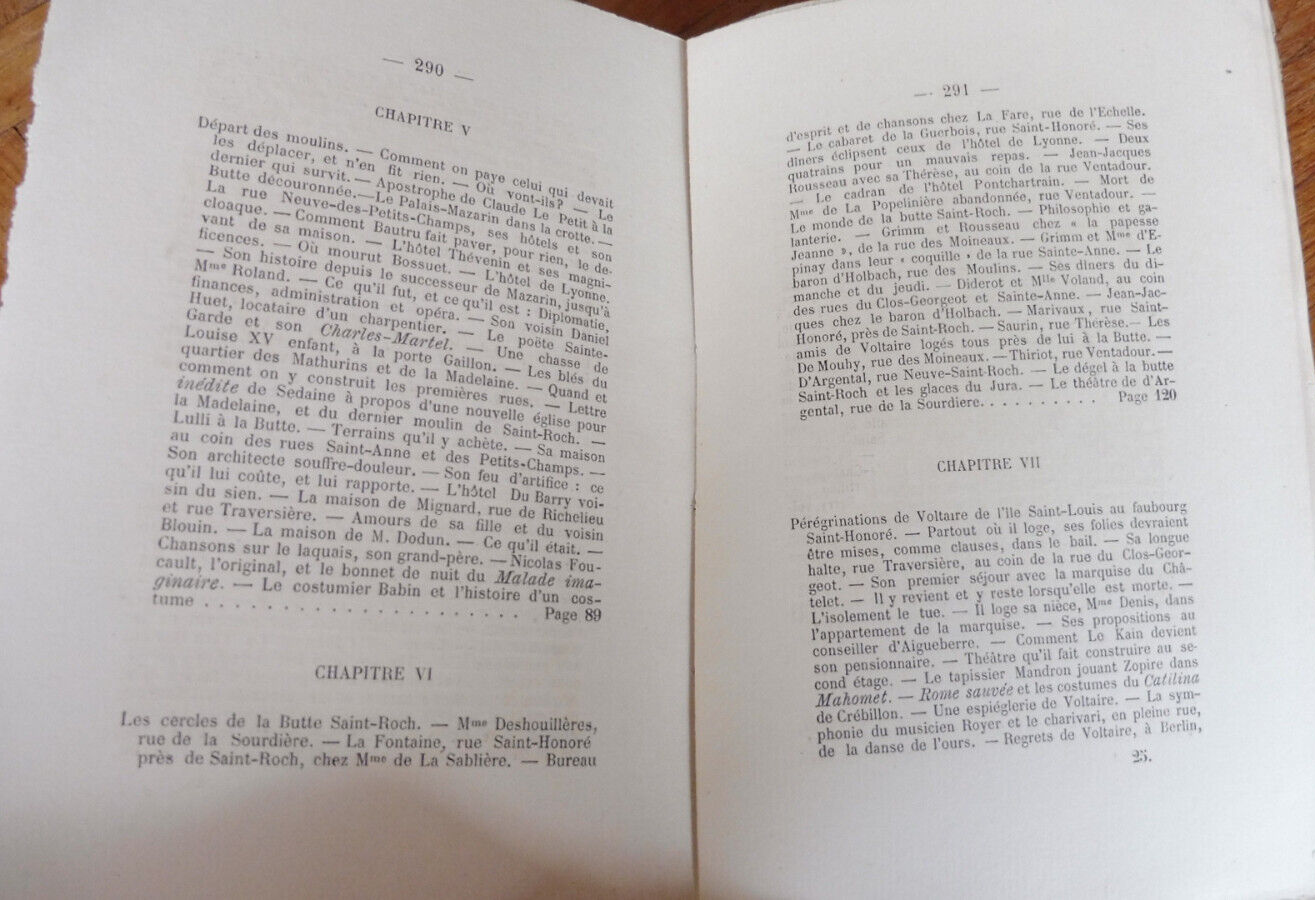 — 290 —
CHAPITRE V
Départ des moulins. — Comment on paye celui qui devait
les déplacer, et n'en fit rien. — Où vont-ils? — Le
dernier qui survit. — Apostrophe de Claude Le Petit à la
Butte découronnée. — Le Palais-Mazarin dans la crotte. —
La rue Neuve-des-Petits-Champs, ses hôtels et son
cloaque. — Comment Bautru fait paver, pour rien, le de-
vant de sa maison. — L'hôtel Thévenin et ses magni-
ficences. — Où mourut Bossuet. — L'hôtel de Lyonne.
— Son histoire depuis le successeur de Mazarin, jusqu'à
Mme Roland. — Ce qu'il fut, et ce qu'il est : Diplomatie,
finances, administration et opéra. — Son voisin Daniel
Huet, locataire d'un charpentier. — Le poëte Sainte-
Garde et son Charles-Martel. — Une chasse de
Louise XV enfant, à la porte Gaillon. — Les blés du
quartier des Mathurins et de la Madelaine. — Quand et
comment on y construit les premières rues. — Lettre
inédite de Sedaine à propos d'une nouvelle église pour
la Madelaine, et du dernier moulin de Saint-Roch. —
Lulli à la Butte. — Terrains qu'il y achète. — Sa maison
au coin des rues Saint-Anne et des Petits-Champs. —
Son architecte souffre-douleur. — Son feu d'artifice : ce
qu'il lui coûte, et lui rapporte. — L'hôtel Du Barry voi-
sin du sien. — La maison de Mignard, rue de Richelieu
et rue Traversière. — Amours de sa fille et du voisin
Blouin. — La maison de M. Dodun. — Ce qu'il était. —
Chansons sur le laquais, son grand-père. — Nicolas Fou-
cault, l'original, et le bonnet de nuit du Malade ima-
ginaire. — Le costumier Babin et l'histoire d'un cos-
tume . . . . . . . . . . . . . . . . . . . . Page 89
CHAPITRE VI
Les cercles de la Butte Saint-Roch. — Mme Deshouillères,
rue de la Sourdière. — La Fontaine, rue Saint-Honoré
près de Saint-Roch, chez Mme de La Sablière. — Bureau
— 291 —
d'esprit et de chansons chez La Fare, rue de l'Echelle.
— Le cabaret de la Guerbois, rue Saint-Honoré. — Ses
dîners éclipsent ceux de l'hôtel de Lyonne. — Deux
quatrains pour un mauvais repas. — Jean-Jacques
Rousseau avec sa Thérèse, au coin de la rue Ventadour.
— Le cadran de l'hôtel Pontchartrain. — Mort de
Mme de La Popelinière abandonnée, rue Ventadour. —
Le monde de la butte Saint-Roch. — Philosophie et ga-
lanterie. — Grimm et Rousseau chez « la papesse
Jeanne », de la rue des Moineaux. — Grimm et Mme d'E-
pinay dans leur « coquille » de la rue Sainte-Anne. — Le
baron d'Holbach, rue des Moulins. — Ses dîners du di-
manche et du jeudi. — Diderot et Mlle Voland, au coin
des rues du Clos-Georgeot et Sainte-Anne. — Jean-Jac-
ques chez le baron d'Holbach. — Marivaux, rue Saint-
Honoré, près de Saint-Roch. — Saurin, rue Thérèse. — Les
amis de Voltaire logés tous près de lui à la Butte. —
De Mouhy, rue des Moineaux. — Thiriot, rue Ventadour. —
D'Argental, rue Neuve-Saint-Roch. — Le dégel à la butte
Saint-Roch et les glaces du Jura. — Le théâtre de d'Ar-
gental, rue de la Sourdiere. . . . . . . . . . Page 120
CHAPITRE VII
Pérégrinations de Voltaire de l'île Saint-Louis au faubourg
Saint-Honoré. — Partout où il loge, ses folies devraient
être mises, comme clauses, dans le bail. — Sa longue
halte, rue Traversière, au coin de la rue du Clos-Geor-
geot. — Son premier séjour avec la marquise du Châ-
telet. — Il y revient et y reste lorsqu'elle est morte. —
L'isolement le tue. — Il loge sa nièce, Mme Denis, dans
l'appartement de la marquise. — Ses propositions au
conseiller d'Aigueberre. — Comment Le Kain devient
son pensionnaire. — Théâtre qu'il fait construire au se-
cond étage. — Le tapissier Mandron jouant Zopire dans
Mahomet. — Rome sauvée et les costumes du Catilina
de Crébillon. — Une espiéglerie de Voltaire. — La sym-
phonie du musicien Royer et le charivari, en pleine rue,
de la danse de l'ours. — Regrets de Voltaire, à Berlin,
25.